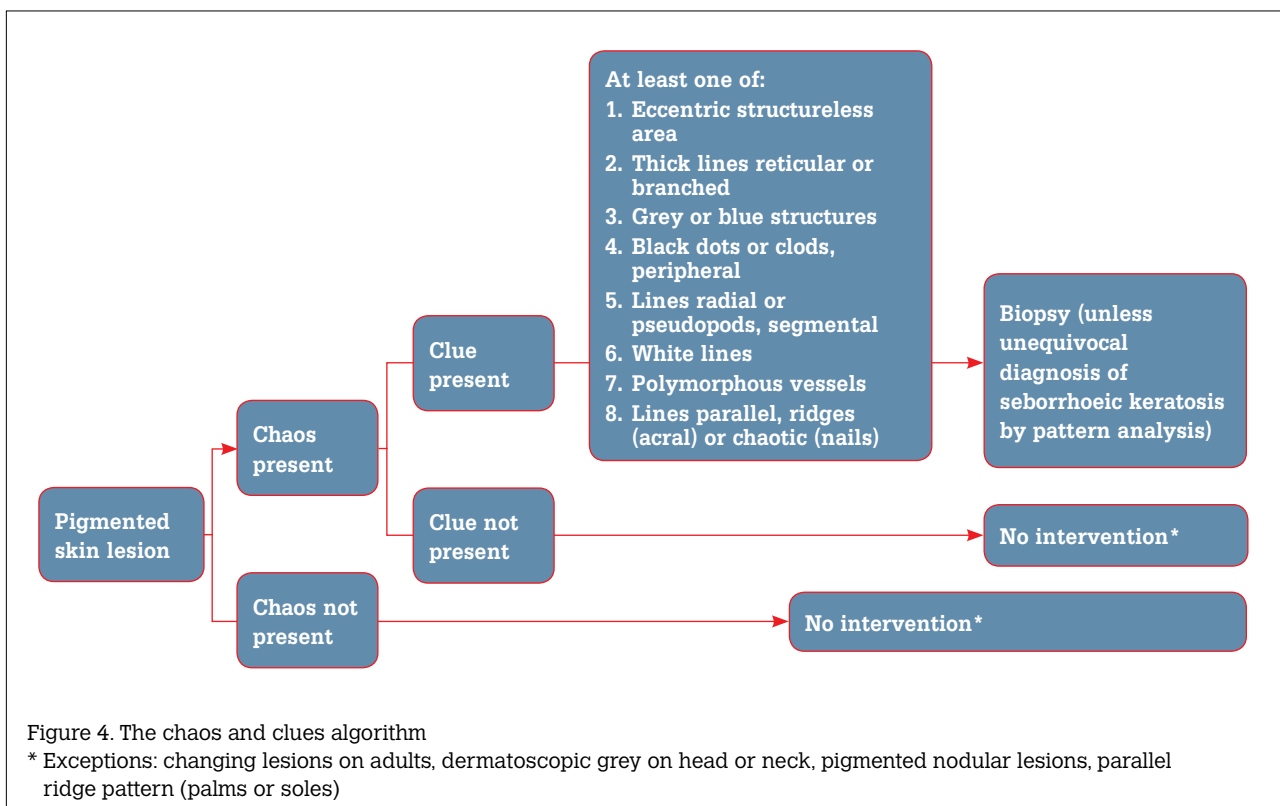 At least one of:
1. Eccentric structureless
area
2. Thick lines reticular or
branched
3. Grey or blue structures
4. Black dots or clods,
peripheral
5. Lines radial or
pseudopods, segmental
6. White lines
7. Polymorphous vessels
8. Lines parallel, ridges
(acral) or chaotic (nails)
Biopsy (unless
unequivocal
diagnosis of
seborrhoeic keratosis
by pattern analysis)
Clue
present
Chaos
present
Pigmented
skin lesion
Clue not
present
No intervention*
Chaos not
present
No intervention*
Figure 4. The chaos and clues algorithm
* Exceptions: changing lesions on adults, dermatoscopic grey on head or neck, pigmented nodular lesions, parallel
ridge pattern (palms or soles)